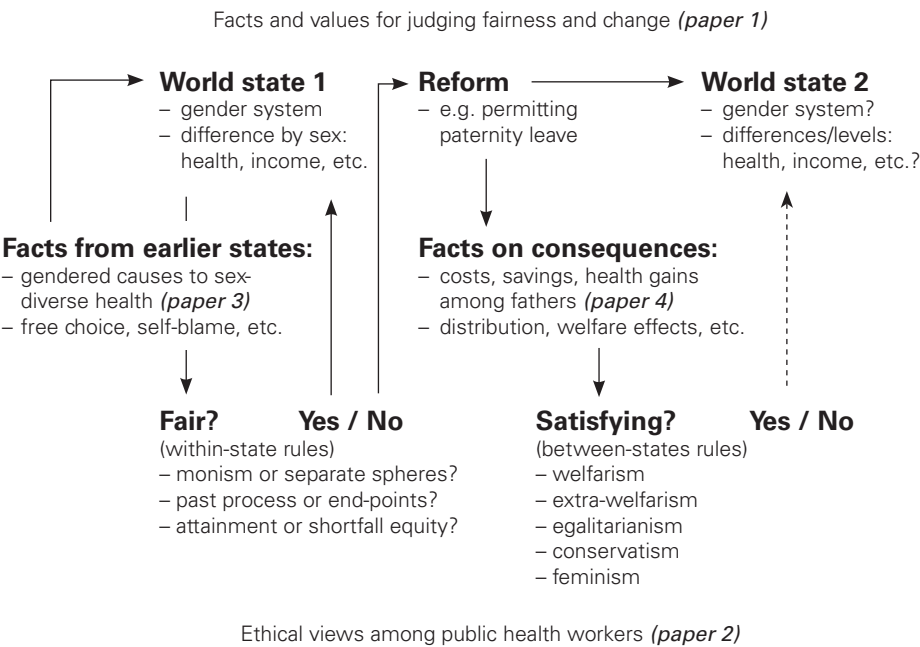 Facts and values for judging fairness and change (paper 1)
World state 1
– gender system
– difference by sex:
health, income, etc.
Reform
– e.g. permitting
paternity leave
World state 2
– gender system?
– differences/levels:
health, income, etc.?
Facts from earlier states:
– gendered causes to sex-
diverse health (paper 3)
– free choice, self-blame, etc.
Facts on consequences:
– costs, savings, health gains
among fathers (paper 4)
– distribution, welfare effects, etc.
Fair? Yes / No
(within-state rules)
– monism or separate spheres?
– past process or end-points?
– attainment or shortfall equity?
Satisfying? Yes / No
(between-states rules)
– welfarism
– extra-welfarism
– egalitarianism
– conservatism
– feminism
Ethical views among public health workers (paper 2)